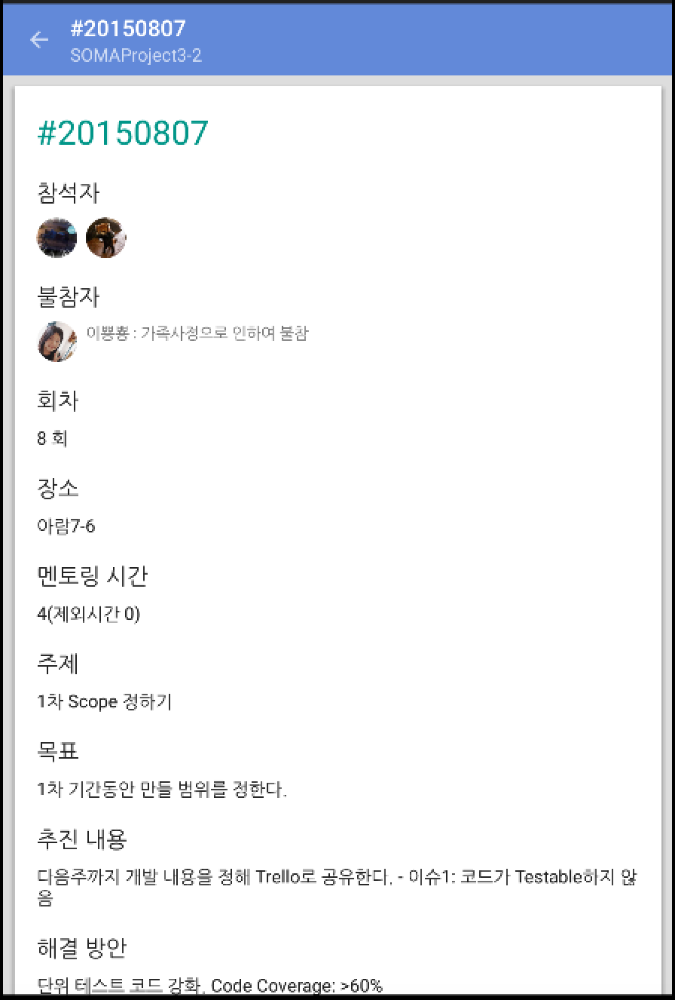 #20150807
SOMAProject3-2
#20150807
참석자
불참자
이뿅뿅 : 가족사정으로 인하여 불참
회차
8 회
장소
아람7-6
멘토링 시간
4(제외시간 0)
주제
1차 Scope 정하기
목표
1차 기간동안 만들 범위를 정한다.
추진 내용
다음주까지 개발 내용을 정해 Trello로 공유한다. - 이슈1: 코드가 Testable하지 않
음
해결 방안
단위 테스트 코드 강화. Code Coverage: >60%